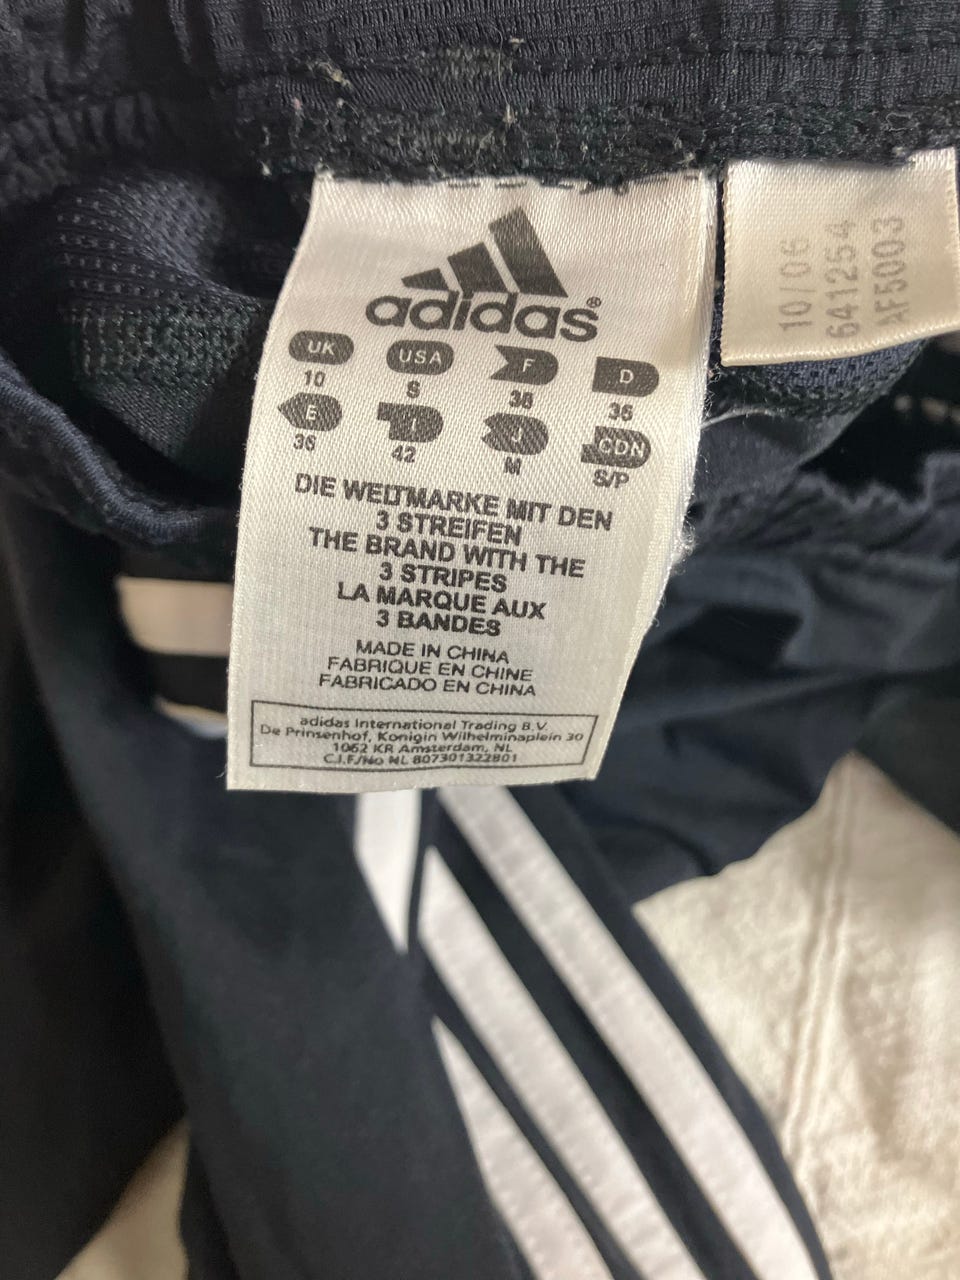 adidas®
UK USA F D
10 S 38 36
E I J CDN
36 42 M S/P
DIE WELTMARKE MIT DEN
3 STREIFEN
THE BRAND WITH THE
3 STRIPES
LA MARQUE AUX
3 BANDES
MADE IN CHINA
FABRIQUE EN CHINE
FABRICADO EN CHINA
adidas International Trading B.V.
De Prinsenhof, Konigin Wilhelminaplein 30
1062 KR Amsterdam, NL
C.I.F/No NL 807301322B01
10/06
641254
AF5003